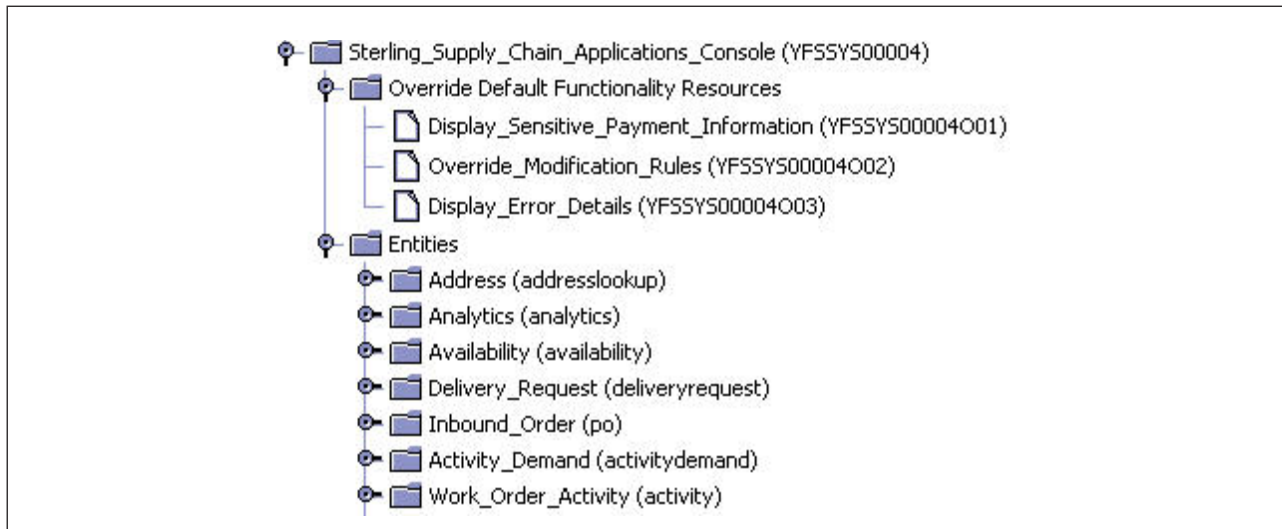 Sterling_Supply_Chain_Applications_Console (YFSSYS00004)
Override Default Functionality Resources
Display_Sensitive_Payment_Information (YFSSYS00004O01)
Override_Modification_Rules (YFSSYS00004O02)
Display_Error_Details (YFSSYS00004O03)
Entities
Address (addresslookup)
Analytics (analytics)
Availability (availability)
Delivery_Request (deliveryrequest)
Inbound_Order (po)
Activity_Demand (activitydemand)
Work_Order_Activity (activity)